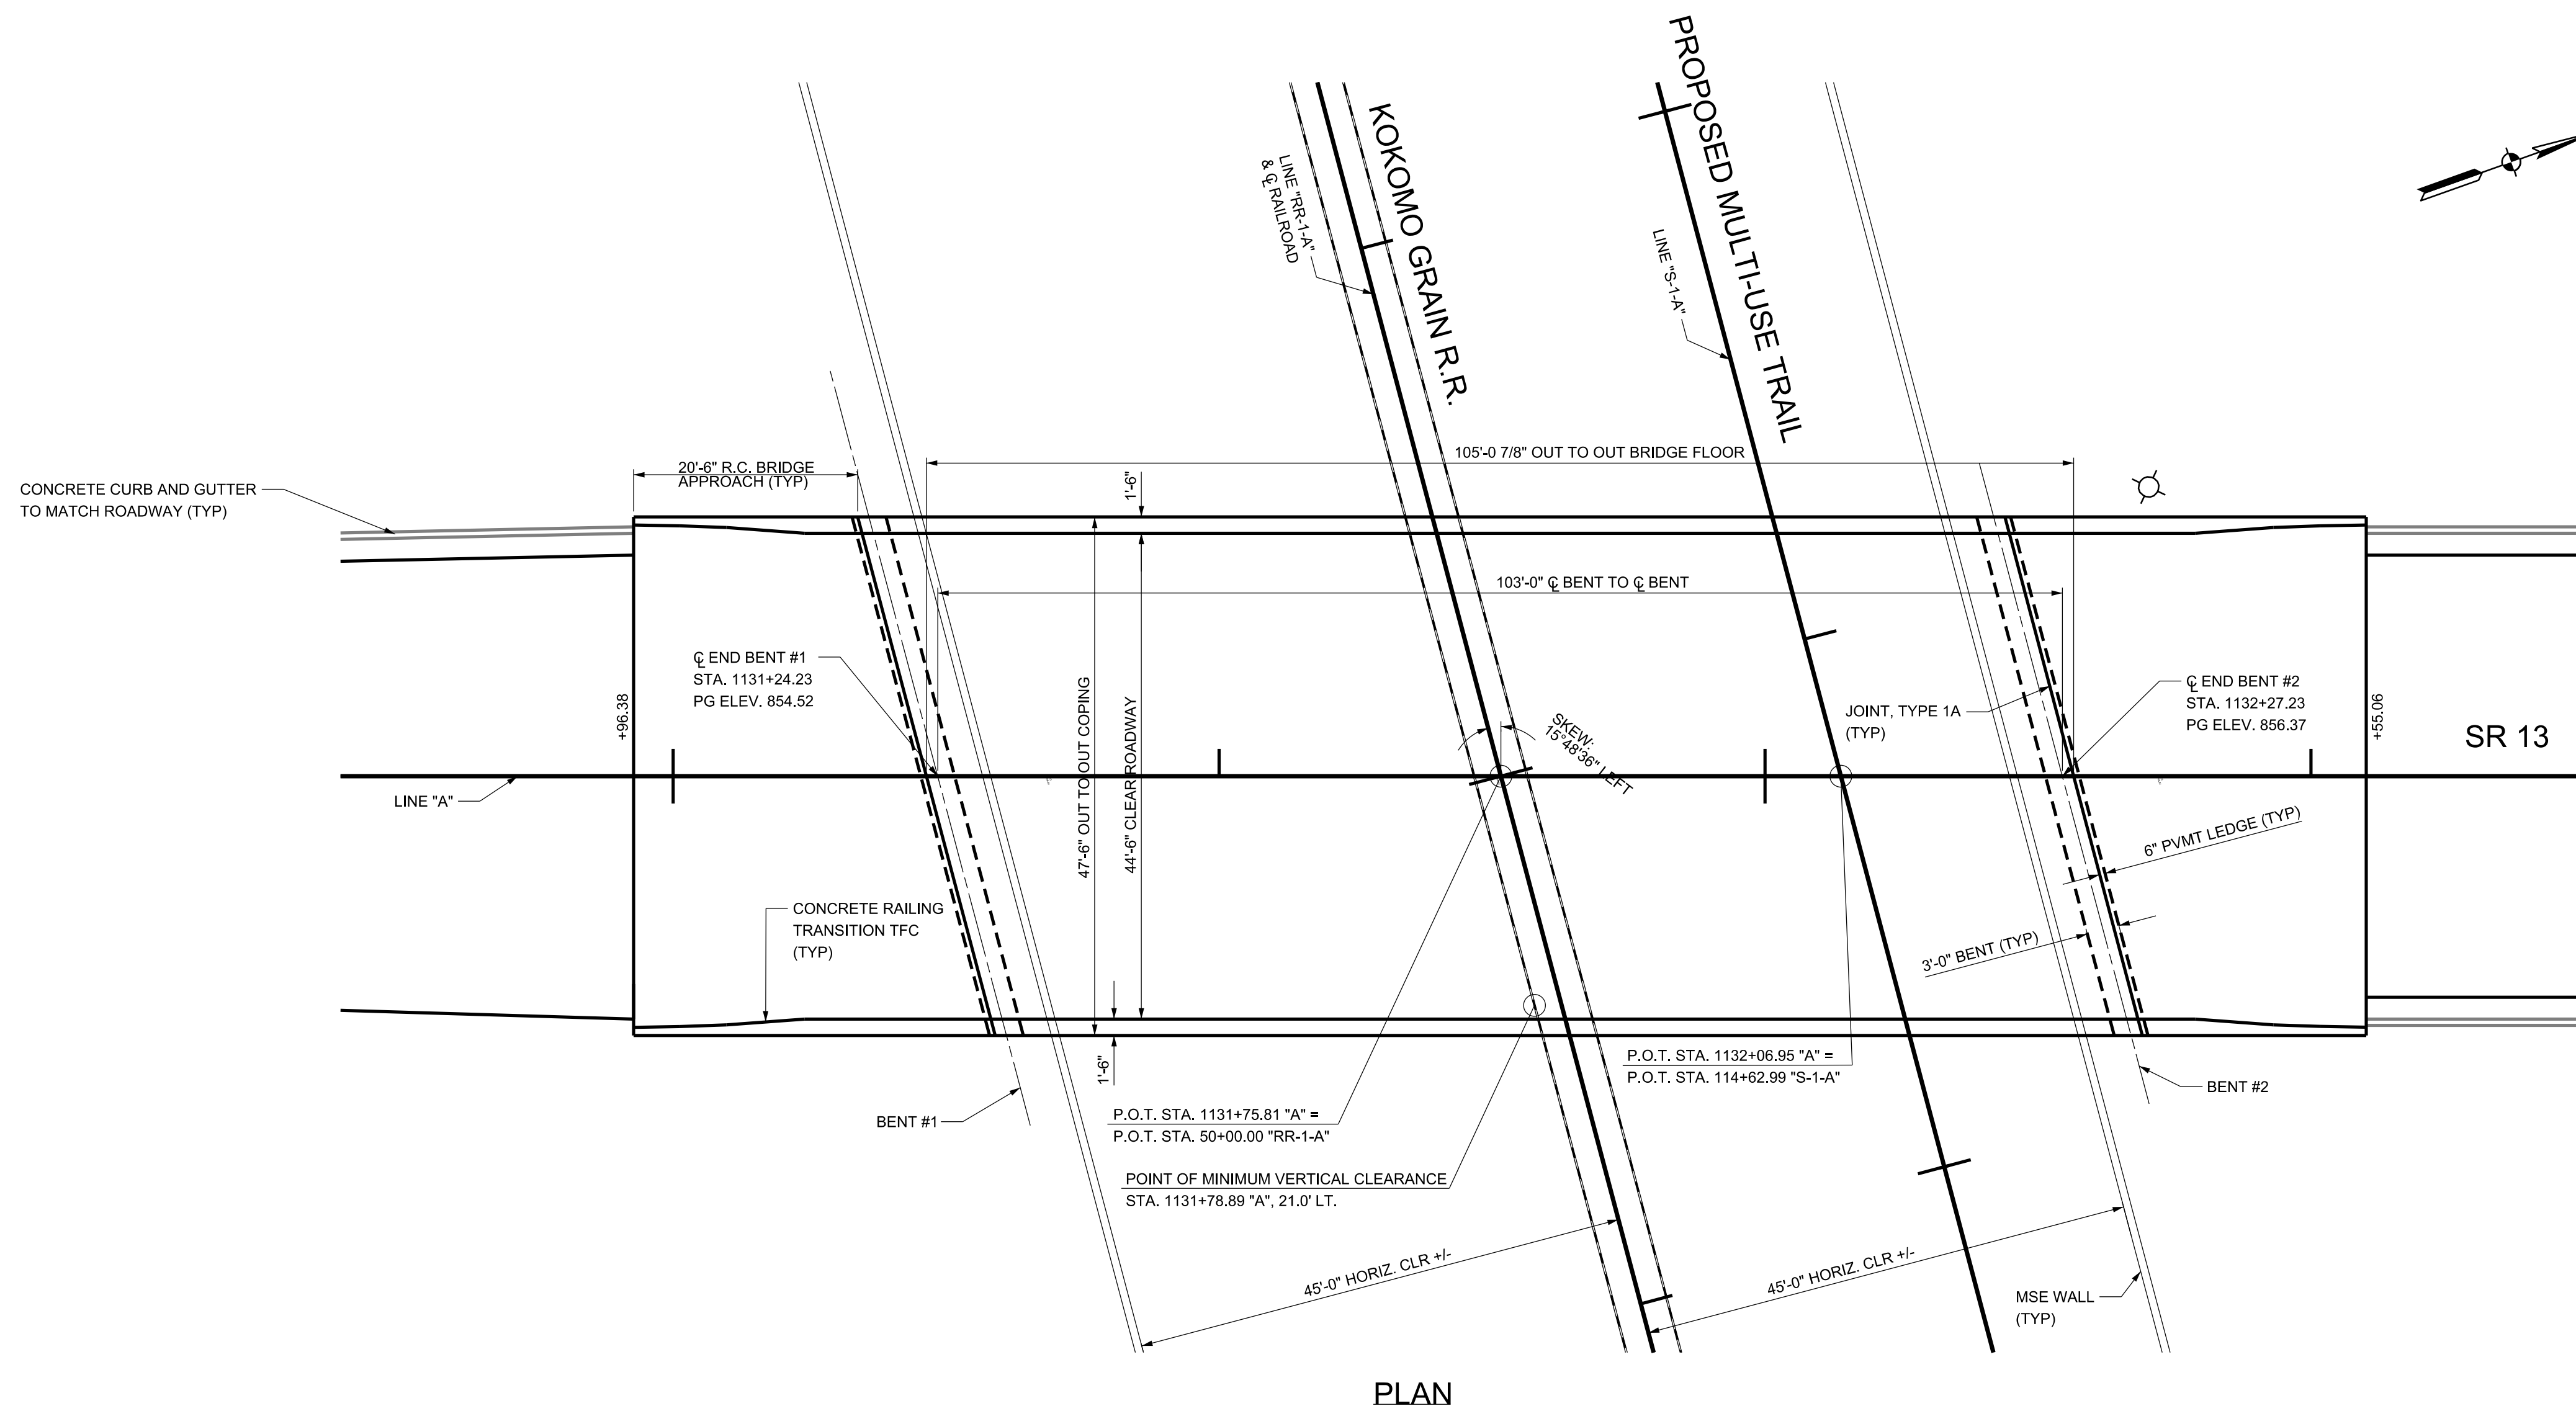 PROPOSED MULTI-USE TRAIL
KOKOMO GRAIN R.R.
LINE "RR-1-A"
& ℄ RAILROAD
LINE "S-1-A"
105'-0 7/8" OUT TO OUT BRIDGE FLOOR
20'-6" R.C. BRIDGE
APPROACH (TYP)
1'-6"
CONCRETE CURB AND GUTTER
TO MATCH ROADWAY (TYP)
103'-0" ℄ BENT TO ℄ BENT
℄ END BENT #1
STA. 1131+24.23
PG ELEV. 854.52
+96.38
47'-6" OUT TO OUT COPING
44'-6" CLEAR ROADWAY
SKEW:
15°48'36" LEFT
JOINT, TYPE 1A
(TYP)
℄ END BENT #2
STA. 1132+27.23
PG ELEV. 856.37
+55.06
SR 13
LINE "A"
6" PVMT LEDGE (TYP)
CONCRETE RAILING
TRANSITION TFC
(TYP)
3'-0" BENT (TYP)
1'-6"
P.O.T. STA. 1132+06.95 "A" =
P.O.T. STA. 114+62.99 "S-1-A"
BENT #2
BENT #1
P.O.T. STA. 1131+75.81 "A" =
P.O.T. STA. 50+00.00 "RR-1-A"
POINT OF MINIMUM VERTICAL CLEARANCE
STA. 1131+78.89 "A", 21.0' LT.
45'-0" HORIZ. CLR +/-
45'-0" HORIZ. CLR +/-
MSE WALL
(TYP)
PLAN